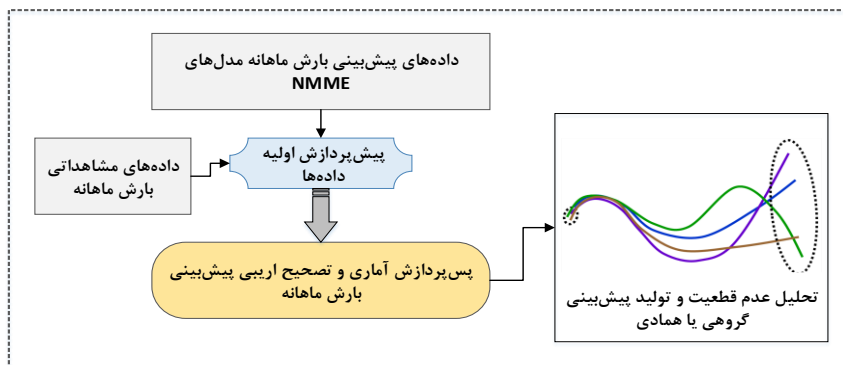 داده‌های پیش‌بینی بارش ماهانه مدل‌های
NMME
پیش‌پردازش اولیه
داده‌ها
داده‌های مشاهداتی
بارش ماهانه
پس‌پردازش آماری و تصحیح اریبی پیش‌بینی
بارش ماهانه
تحلیل عدم قطعیت و تولید پیش‌بینی
گروهی یا همادی